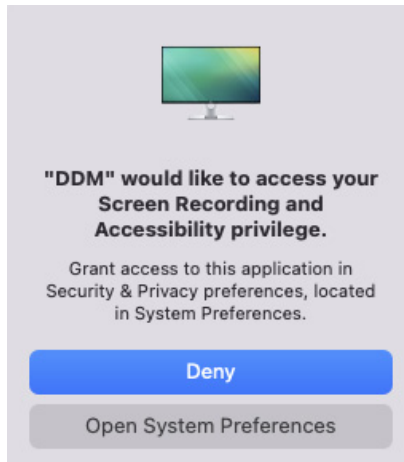 "DDM" would like to access your
Screen Recording and
Accessibility privilege.
Grant access to this application in
Security & Privacy preferences, located
in System Preferences.
Deny
Open System Preferences